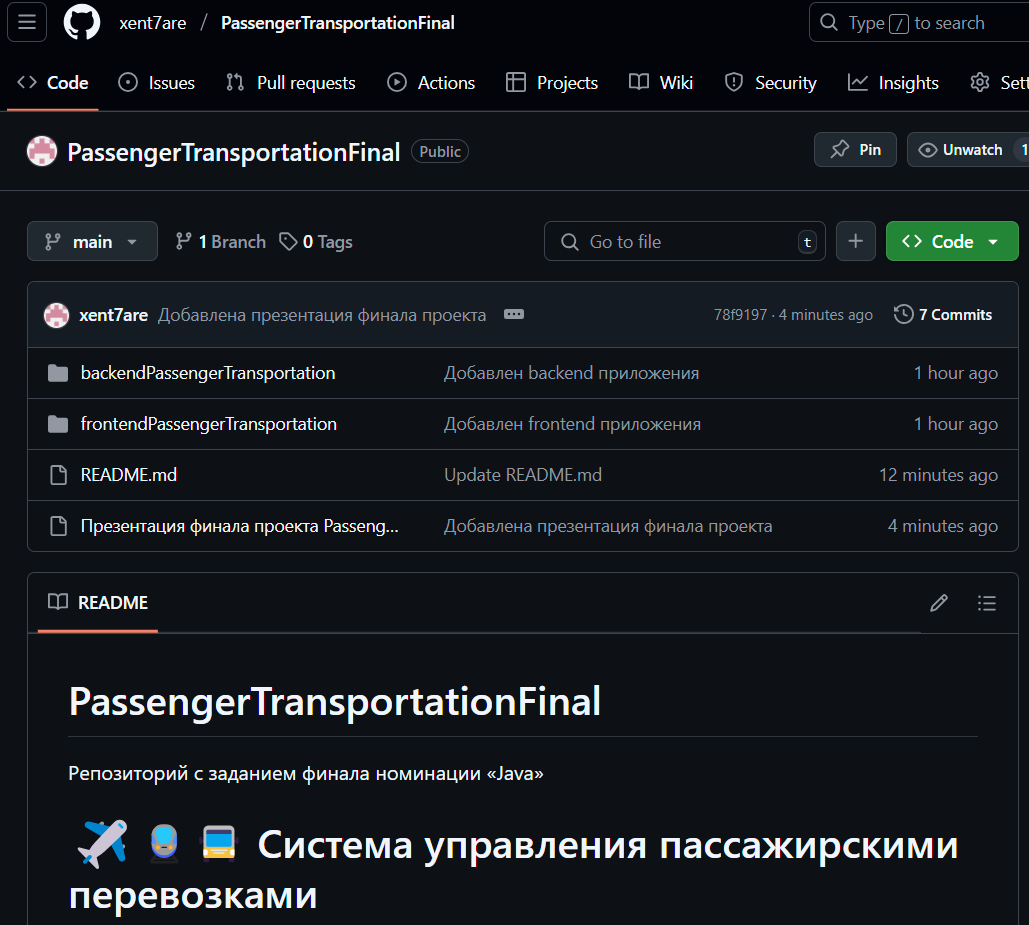 xent7are / PassengerTransportationFinal
Type / to search
Code Issues Pull requests Actions Projects Wiki Security Insights
PassengerTransportationFinal Public
Pin Unwatch 1
main 1 Branch 0 Tags
Go to file t
Code
xent7are Добавлена презентация финала проекта
78f9197 · 4 minutes ago 7 Commits
backendPassengerTransportation Добавлен backend приложения 1 hour ago
frontendPassengerTransportation Добавлен frontend приложения 1 hour ago
README.md Update README.md 12 minutes ago
Презентация финала проекта Passeng... Добавлена презентация финала проекта 4 minutes ago
README
PassengerTransportationFinal
Репозиторий с заданием финала номинации «Java»
Система управления пассажирскими
перевозками